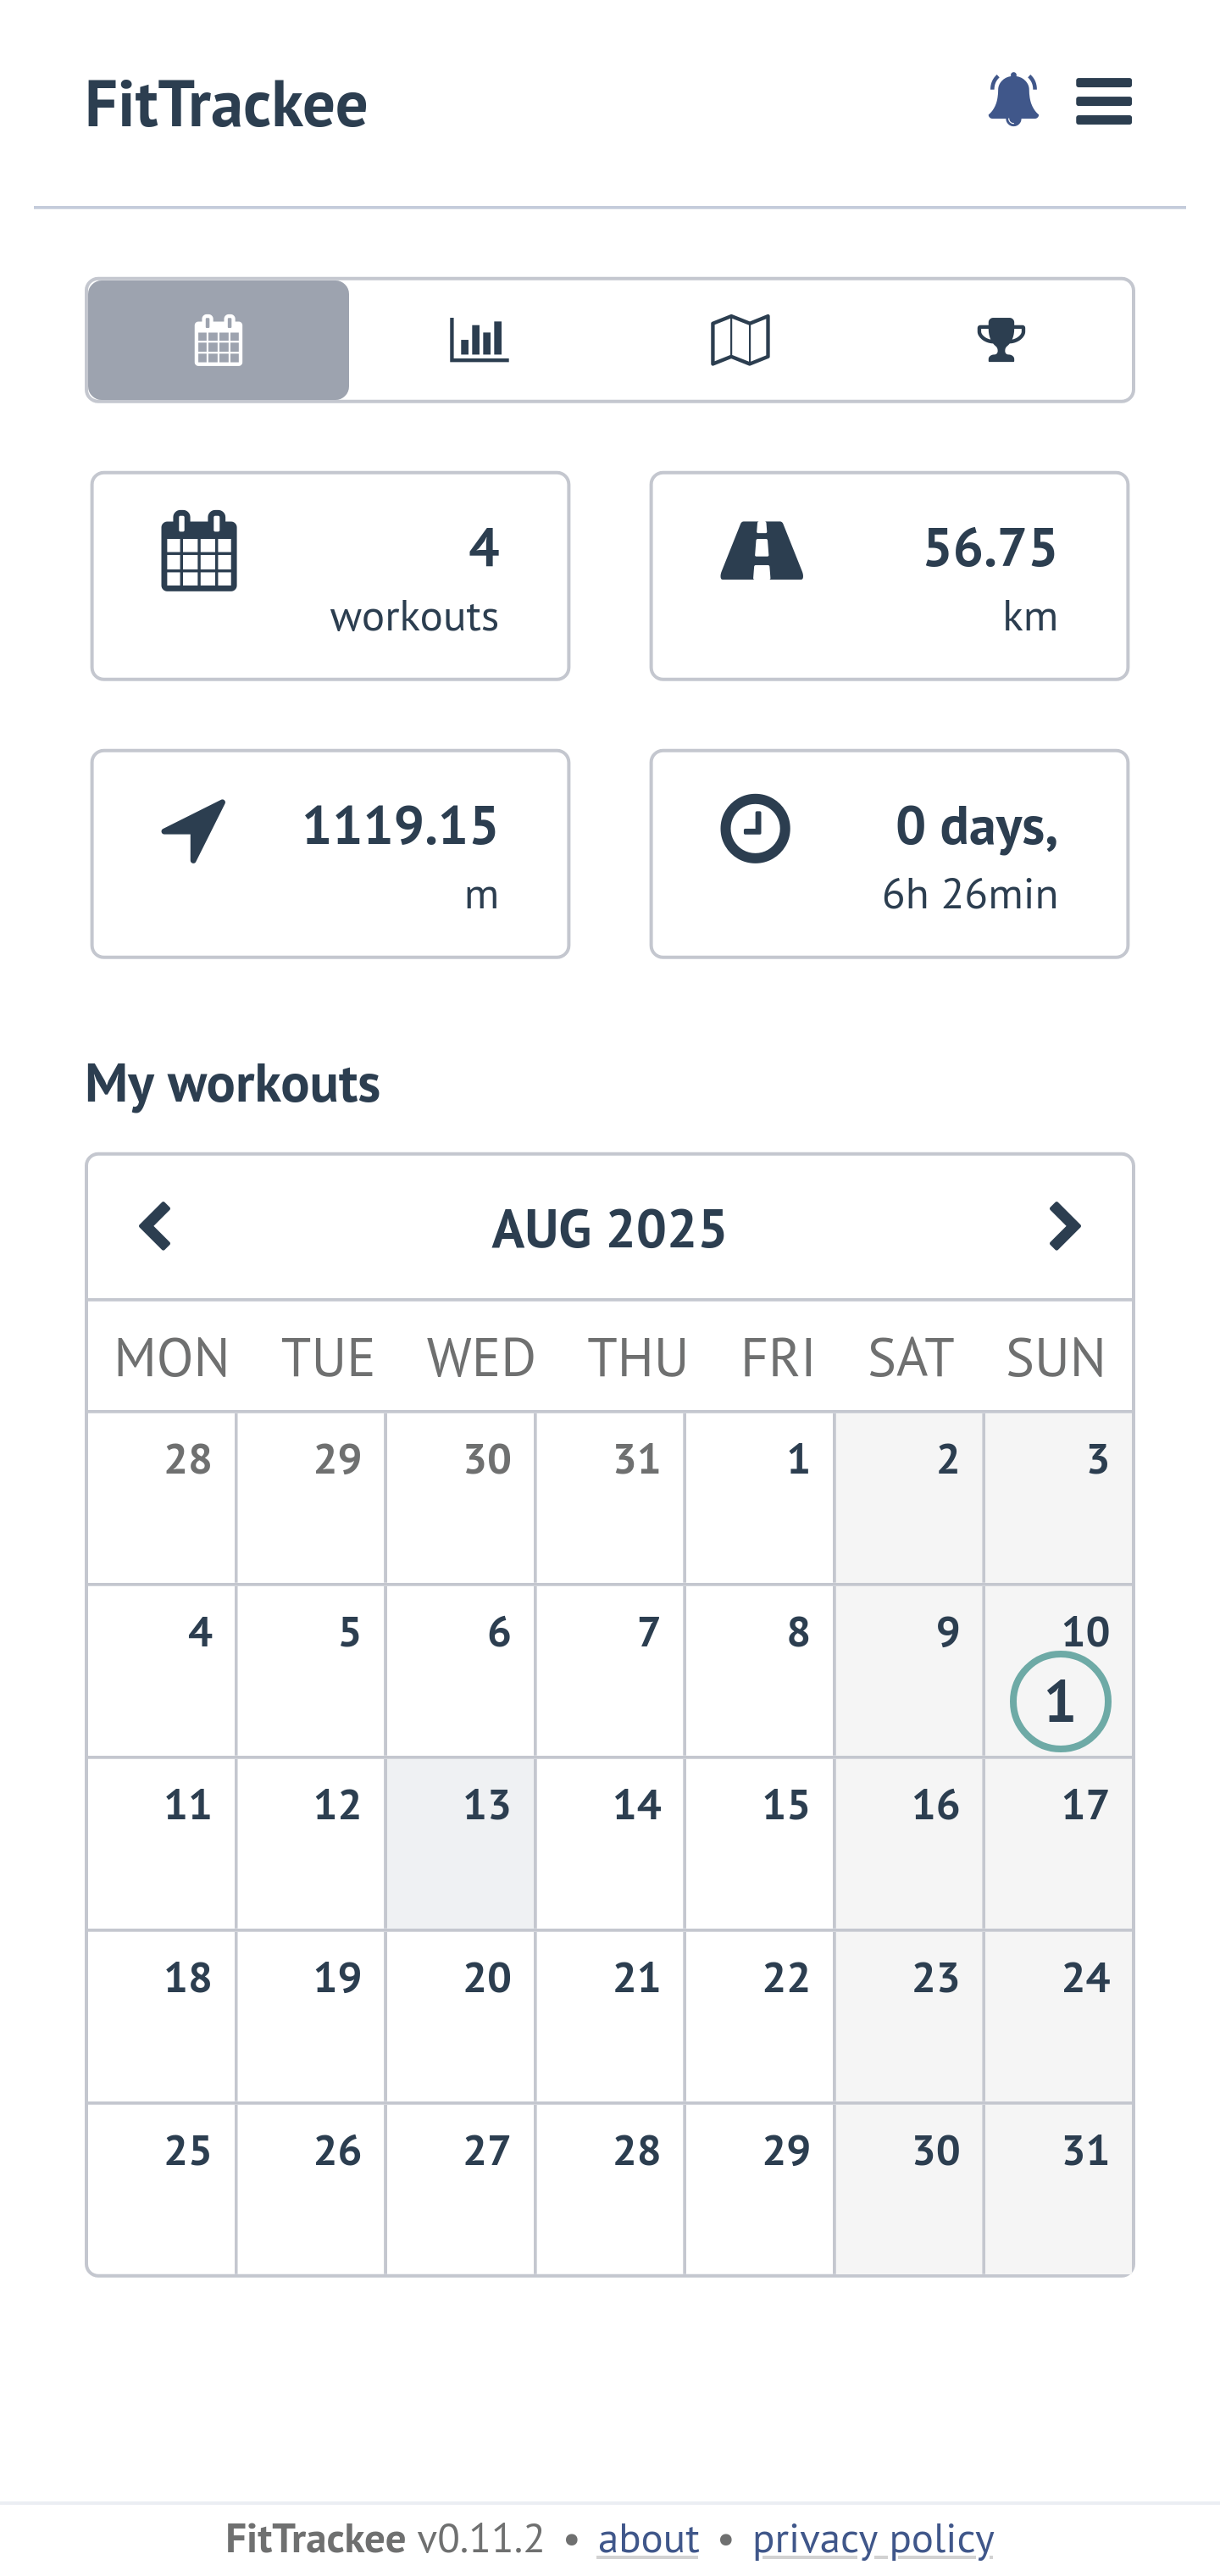 FitTrackee
4
workouts
56.75
km
1119.15
m
0 days,
6h 26min
My workouts
AUG 2025
MON TUE WED THU FRI SAT SUN
28 29 30 31 1 2 3
4 5 6 7 8 9 10
1
11 12 13 14 15 16 17
18 19 20 21 22 23 24
25 26 27 28 29 30 31
FitTrackee v0.11.2 • about • privacy policy